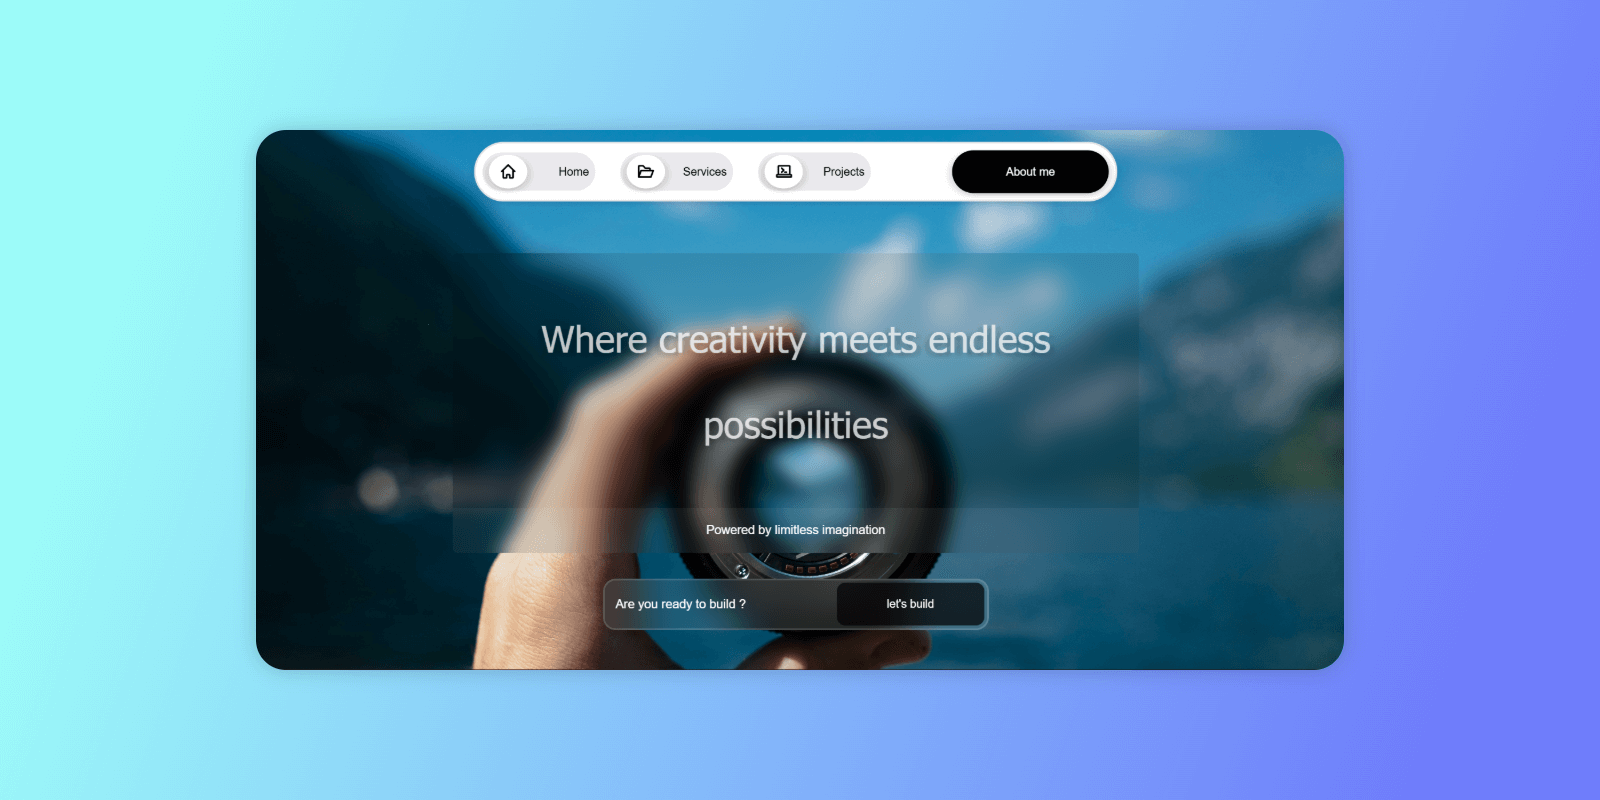 Home Services Projects About me
Where creativity meets endless
possibilities
Powered by limitless imagination
Are you ready to build ? let's build